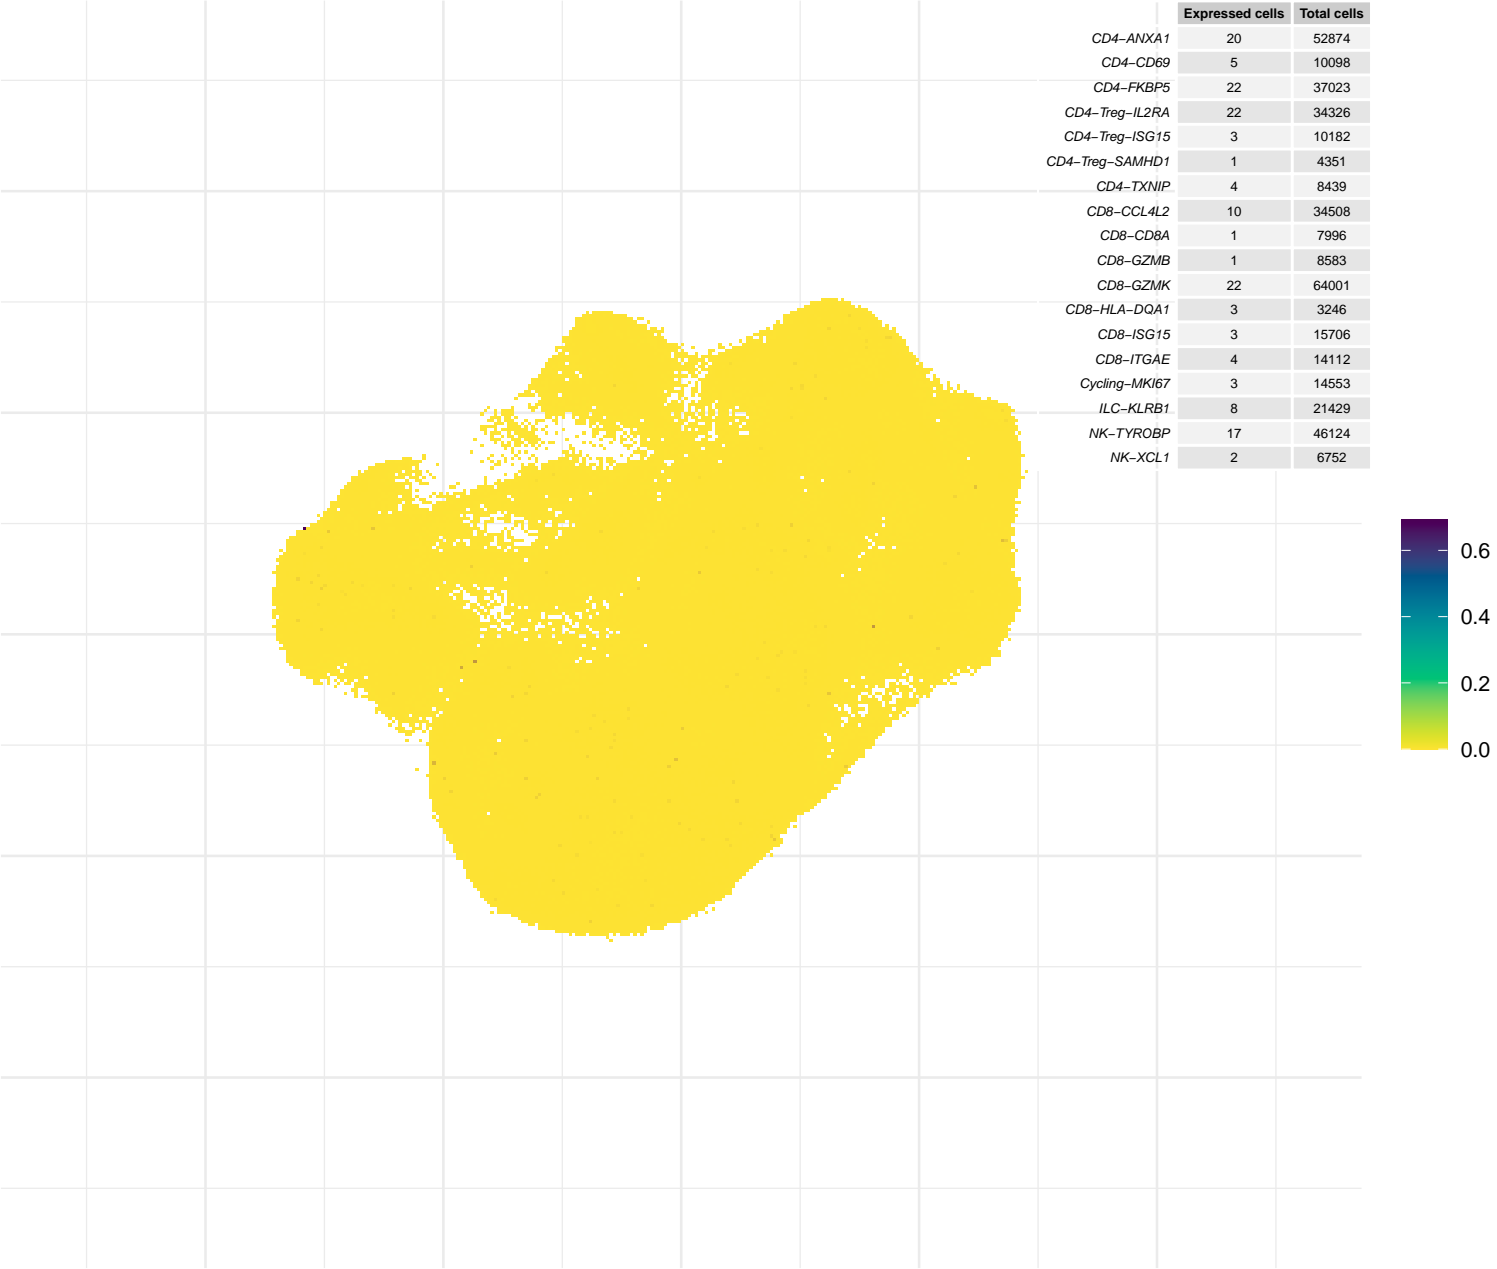 Expressed cells Total cells
CD4−ANXA1 20 52874
CD4−CD69 5 10098
CD4−FKBP5 22 37023
CD4−Treg−IL2RA 22 34326
CD4−Treg−ISG15 3 10182
CD4−Treg−SAMHD1 1 4351
CD4−TXNIP 4 8439
CD8−CCL4L2 10 34508
CD8−CD8A 1 7996
CD8−GZMB 1 8583
CD8−GZMK 22 64001
CD8−HLA−DQA1 3 3246
CD8−ISG15 3 15706
CD8−ITGAE 4 14112
Cycling−MKI67 3 14553
ILC−KLRB1 8 21429
NK−TYROBP 17 46124
NK−XCL1 2 6752
0.6
0.4
0.2
0.0